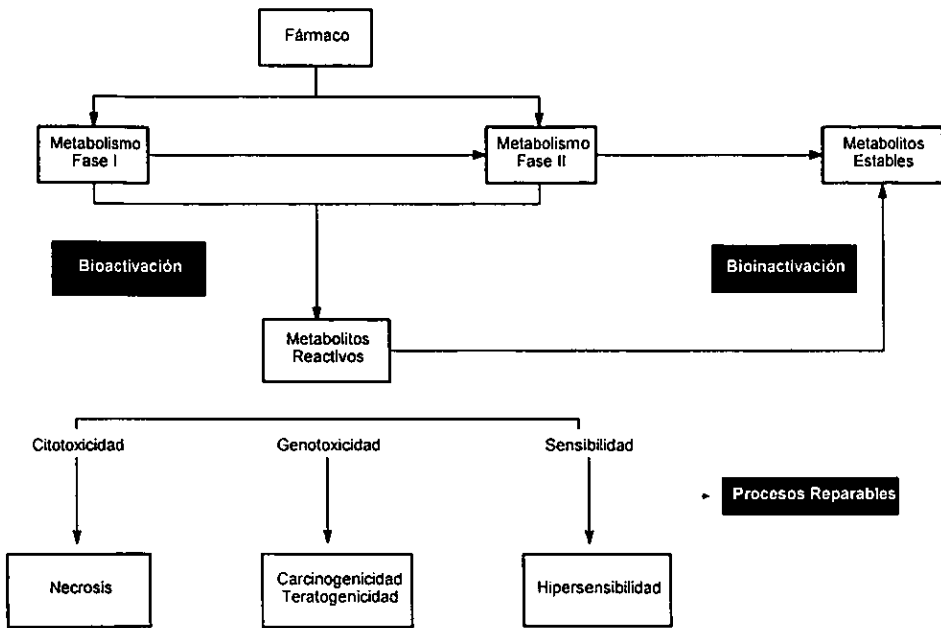 Fármaco
Metabolismo
Fase I
Metabolismo
Fase II
Metabolitos
Estables
Bioactivación
Bioinactivación
Metabolitos
Reactivos
Citotoxicidad
Genotoxicidad
Sensibilidad
Procesos Reparables
Necrosis
Carcinogenicidad
Teratogenicidad
Hipersensibilidad